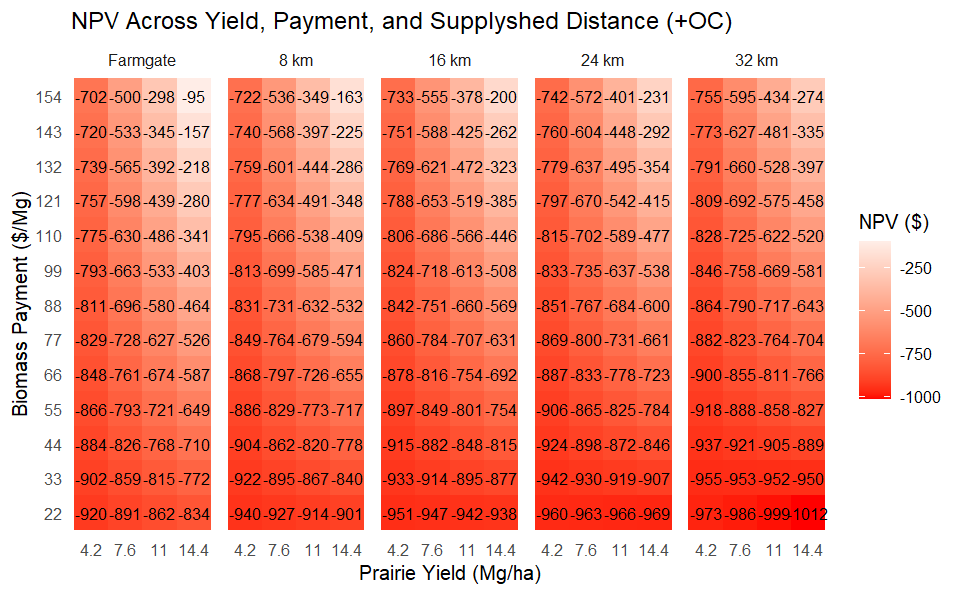 NPV Across Yield, Payment, and Supplyshed Distance (+OC)
Farmgate 8 km 16 km 24 km 32 km
154 -702 -500 -298 -95 -722 -536 -349 -163 -733 -555 -378 -200 -742 -572 -401 -231 -755 -595 -434 -274
143 -720 -533 -345 -157 -740 -568 -397 -225 -751 -588 -425 -262 -760 -604 -448 -292 -773 -627 -481 -335
132 -739 -565 -392 -218 -759 -601 -444 -286 -769 -621 -472 -323 -779 -637 -495 -354 -791 -660 -528 -397
121 -757 -598 -439 -280 -777 -634 -491 -348 -788 -653 -519 -385 -797 -670 -542 -415 -809 -692 -575 -458
110 -775 -630 -486 -341 -795 -666 -538 -409 -806 -686 -566 -446 -815 -702 -589 -477 -828 -725 -622 -520
99 -793 -663 -533 -403 -813 -699 -585 -471 -824 -718 -613 -508 -833 -735 -637 -538 -846 -758 -669 -581
88 -811 -696 -580 -464 -831 -731 -632 -532 -842 -751 -660 -569 -851 -767 -684 -600 -864 -790 -717 -643
77 -829 -728 -627 -526 -849 -764 -679 -594 -860 -784 -707 -631 -869 -800 -731 -661 -882 -823 -764 -704
66 -848 -761 -674 -587 -868 -797 -726 -655 -878 -816 -754 -692 -887 -833 -778 -723 -900 -855 -811 -766
55 -866 -793 -721 -649 -886 -829 -773 -717 -897 -849 -801 -754 -906 -865 -825 -784 -918 -888 -858 -827
44 -884 -826 -768 -710 -904 -862 -820 -778 -915 -882 -848 -815 -924 -898 -872 -846 -937 -921 -905 -889
33 -902 -859 -815 -772 -922 -895 -867 -840 -933 -914 -895 -877 -942 -930 -919 -907 -955 -953 -952 -950
22 -920 -891 -862 -834 -940 -927 -914 -901 -951 -947 -942 -938 -960 -963 -966 -969 -973 -986 -999 -1012
4.2 7.6 11 14.4 4.2 7.6 11 14.4 4.2 7.6 11 14.4 4.2 7.6 11 14.4 4.2 7.6 11 14.4
Prairie Yield (Mg/ha)
Biomass Payment ($/Mg)
NPV ($)
-250
-500
-750
-1000